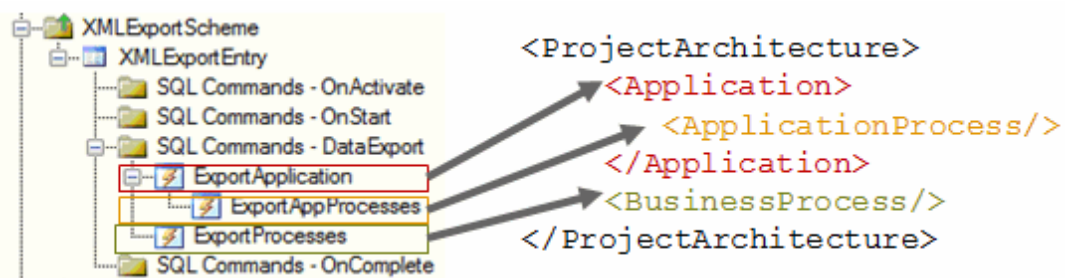 XMLExportScheme
XMLExportEntry
SQL Commands - OnActivate
SQL Commands - OnStart
SQL Commands - DataExport
ExportApplication
ExportAppProcesses
ExportProcesses
SQL Commands - OnComplete
<ProjectArchitecture>
<Application>
<ApplicationProcess/>
</Application>
<BusinessProcess/>
</ProjectArchitecture>